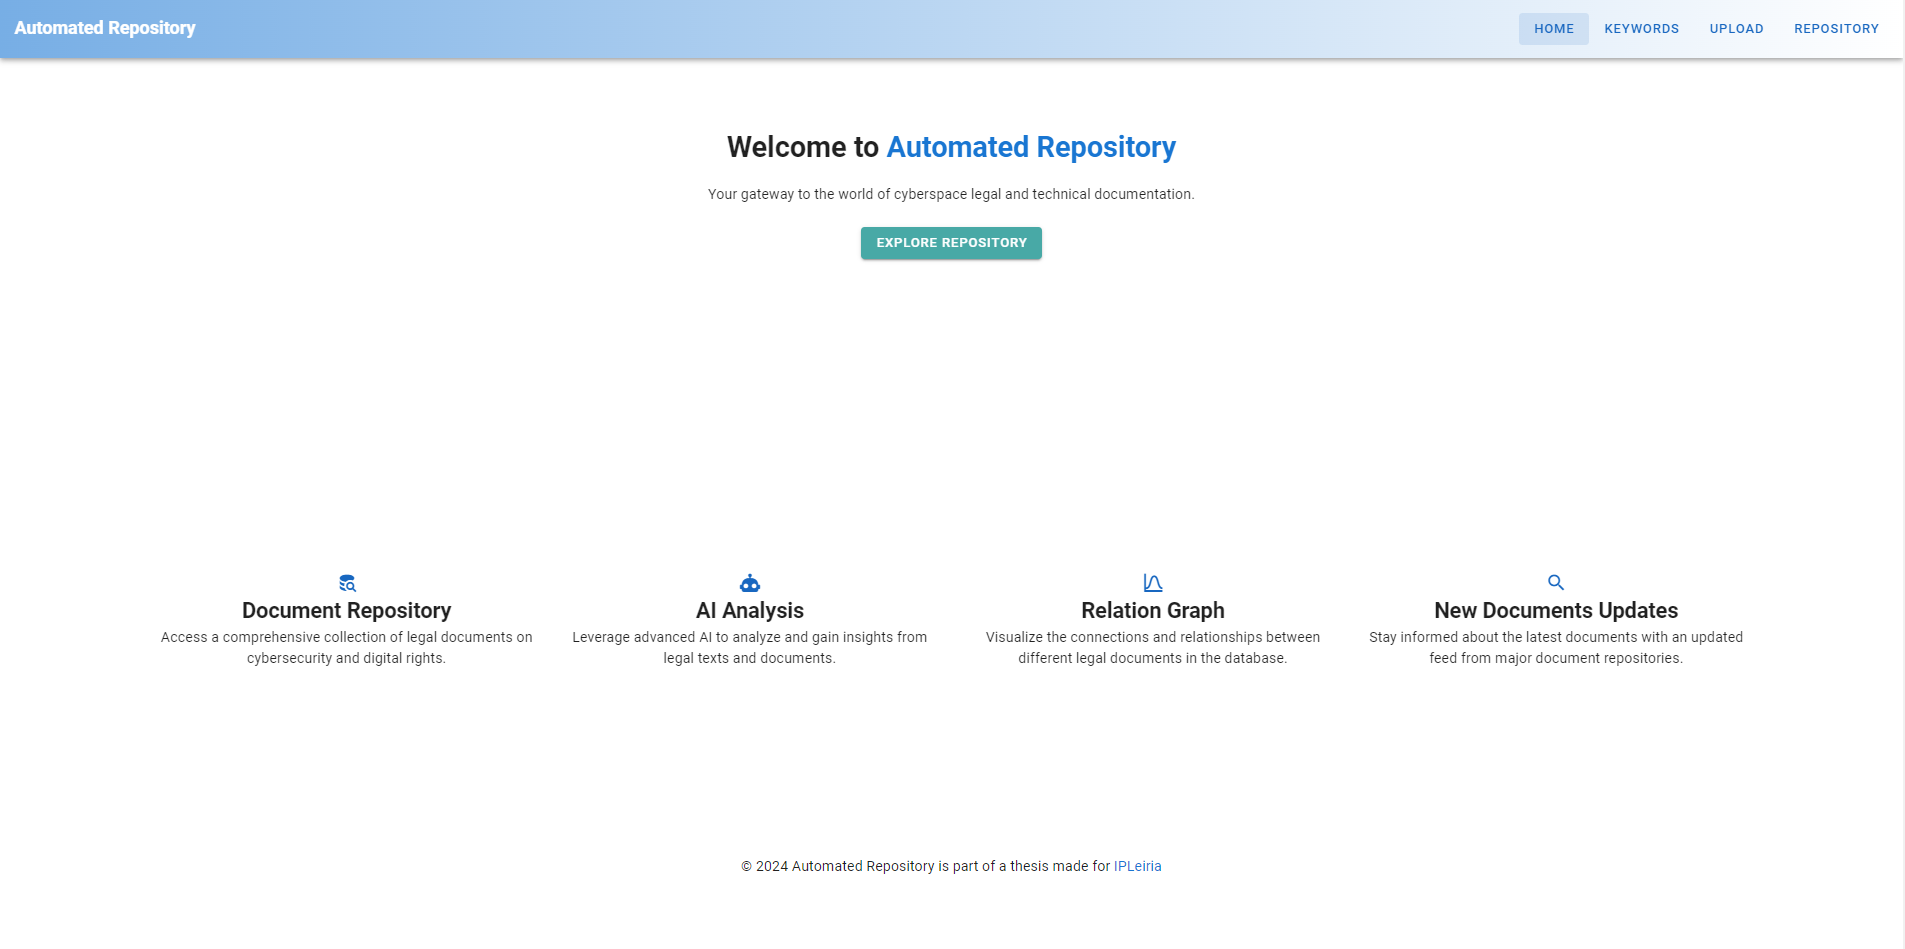 Automated Repository
HOME KEYWORDS UPLOAD REPOSITORY
Welcome to Automated Repository
Your gateway to the world of cyberspace legal and technical documentation.
EXPLORE REPOSITORY
Document Repository
Access a comprehensive collection of legal documents on
cybersecurity and digital rights.
AI Analysis
Leverage advanced AI to analyze and gain insights from
legal texts and documents.
Relation Graph
Visualize the connections and relationships between
different legal documents in the database.
New Documents Updates
Stay informed about the latest documents with an updated
feed from major document repositories.
© 2024 Automated Repository is part of a thesis made for IPLeiria